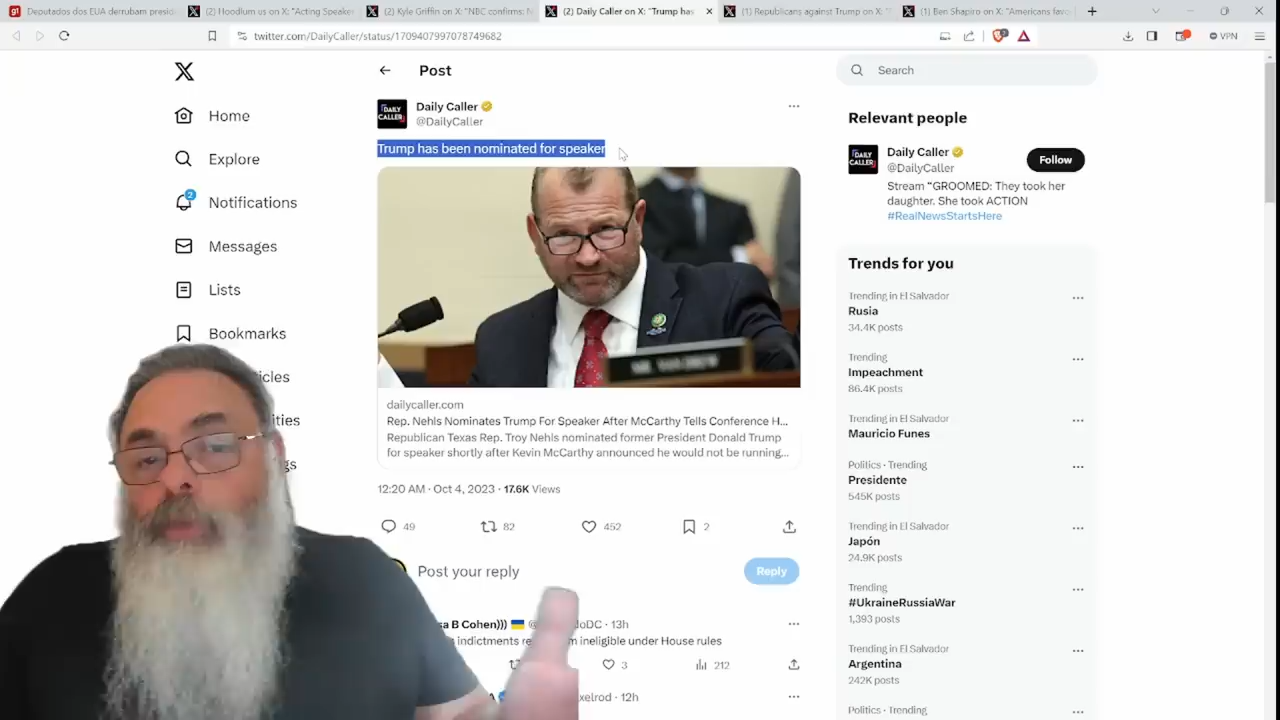 Deputados dos EUA derrubam presid
(2) Hoodlum us on X: "Acting Speaker
(2) Kyle Griffin on X: "NBC confirms: N
(2) Daily Caller on X: "Trump has
(1) Republicans against Trump on X: "
(1) Ben Shapiro on X: "Americans favo
twitter.com/DailyCaller/status/1709407997078749682
VPN
Post
Search
Home
Explore
2
Notifications
Messages
Lists
Bookmarks
Daily Caller
@DailyCaller
Trump has been nominated for speaker
dailycaller.com
Rep. Nehls Nominates Trump For Speaker After McCarthy Tells Conference H...
Republican Texas Rep. Troy Nehls nominated former President Donald Trump
for speaker shortly after Kevin McCarthy announced he would not be running...
12:20 AM · Oct 4, 2023 · 17.6K Views
49
82
452
2
Post your reply
Reply
B Cohen))) · 13h
indictments ineligible under House rules
3
212
· 12h
Relevant people
DAILY CALLER
Daily Caller
@DailyCaller
Follow
Stream "GROOMED: They took her
daughter. She took ACTION
#RealNewsStartsHere
Trends for you
Trending in El Salvador
Rusia
34.4K posts
Trending
Impeachment
86.4K posts
Trending in El Salvador
Mauricio Funes
Politics · Trending
Presidente
545K posts
Trending in El Salvador
Japón
24.9K posts
Trending
#UkraineRussiaWar
1,393 posts
Trending in El Salvador
Argentina
242K posts
Politics · Trending